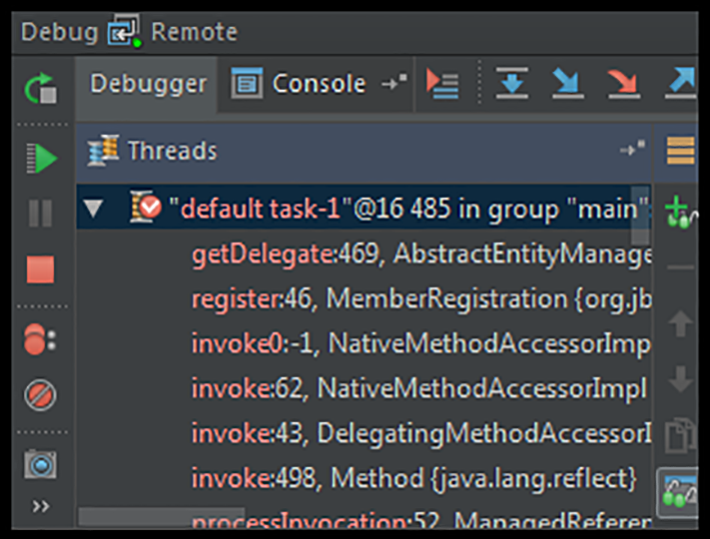 Debug Remote
Debugger Console
Threads
"default task-1"@16 485 in group "main":
getDelegate:469, AbstractEntityManage
register:46, MemberRegistration {org.jb
invoke0:-1, NativeMethodAccessorImp
invoke:62, NativeMethodAccessorImpl
invoke:43, DelegatingMethodAccessorI
invoke:498, Method {java.lang.reflect}
processInvocation:52, ManagedReferen